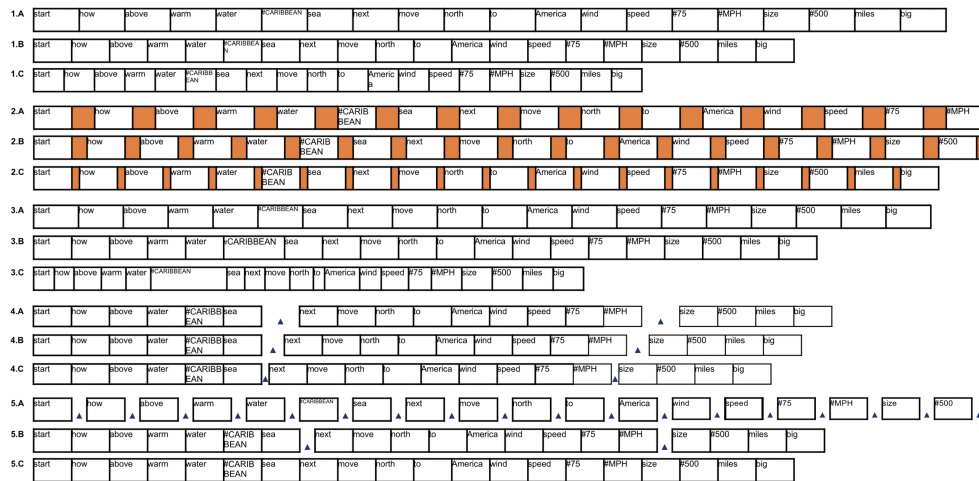 1.A start how above warm water #CARIBBEAN sea next move north to America wind speed #75 #MPH size #500 miles big
1.B start how above warm water #CARIBBEAN sea next move north to America wind speed #75 #MPH size #500 miles big
1.C start how above warm water #CARIBBEAN sea next move north to America wind speed #75 #MPH size #500 miles big
2.A start how above warm water #CARIBBEAN sea next move north to America wind speed #75 #MPH
2.B start how above warm water #CARIBBEAN sea next move north to America wind speed #75 #MPH size #500
2.C start how above warm water #CARIBBEAN sea next move north to America wind speed #75 #MPH size #500 miles big
3.A start how above warm water #CARIBBEAN sea next move north to America wind speed #75 #MPH size #500 miles big
3.B start how above warm water #CARIBBEAN sea next move north to America wind speed #75 #MPH size #500 miles big
3.C start how above warm water #CARIBBEAN sea next move north to America wind speed #75 #MPH size #500 miles big
4.A start how above warm water #CARIBBEAN sea next move north to America wind speed #75 #MPH size #500 miles big
4.B start how above warm water #CARIBBEAN sea next move north to America wind speed #75 #MPH size #500 miles big
4.C start how above warm water #CARIBBEAN sea next move north to America wind speed #75 #MPH size #500 miles big
5.A start how above warm water #CARIBBEAN sea next move north to America wind speed #75 #MPH size #500
5.B start how above warm water #CARIBBEAN sea next move north to America wind speed #75 #MPH size #500 miles big
5.C start how above warm water #CARIBBEAN sea next move north to America wind speed #75 #MPH size #500 miles big